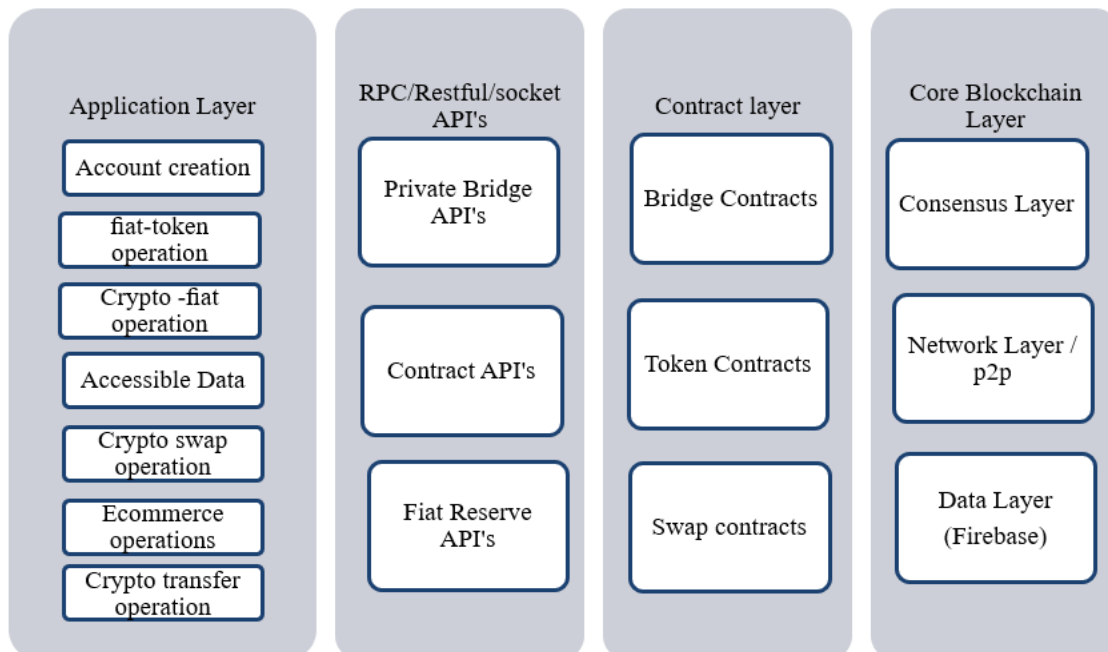 Application Layer
Account creation
fiat-token
operation
Crypto -fiat
operation
Accessible Data
Crypto swap
operation
Ecommerce
operations
Crypto transfer
operation
RPC/Restful/socket
API's
Private Bridge
API's
Contract API's
Fiat Reserve
API's
Contract layer
Bridge Contracts
Token Contracts
Swap contracts
Core Blockchain
Layer
Consensus Layer
Network Layer /
p2p
Data Layer
(Firebase)